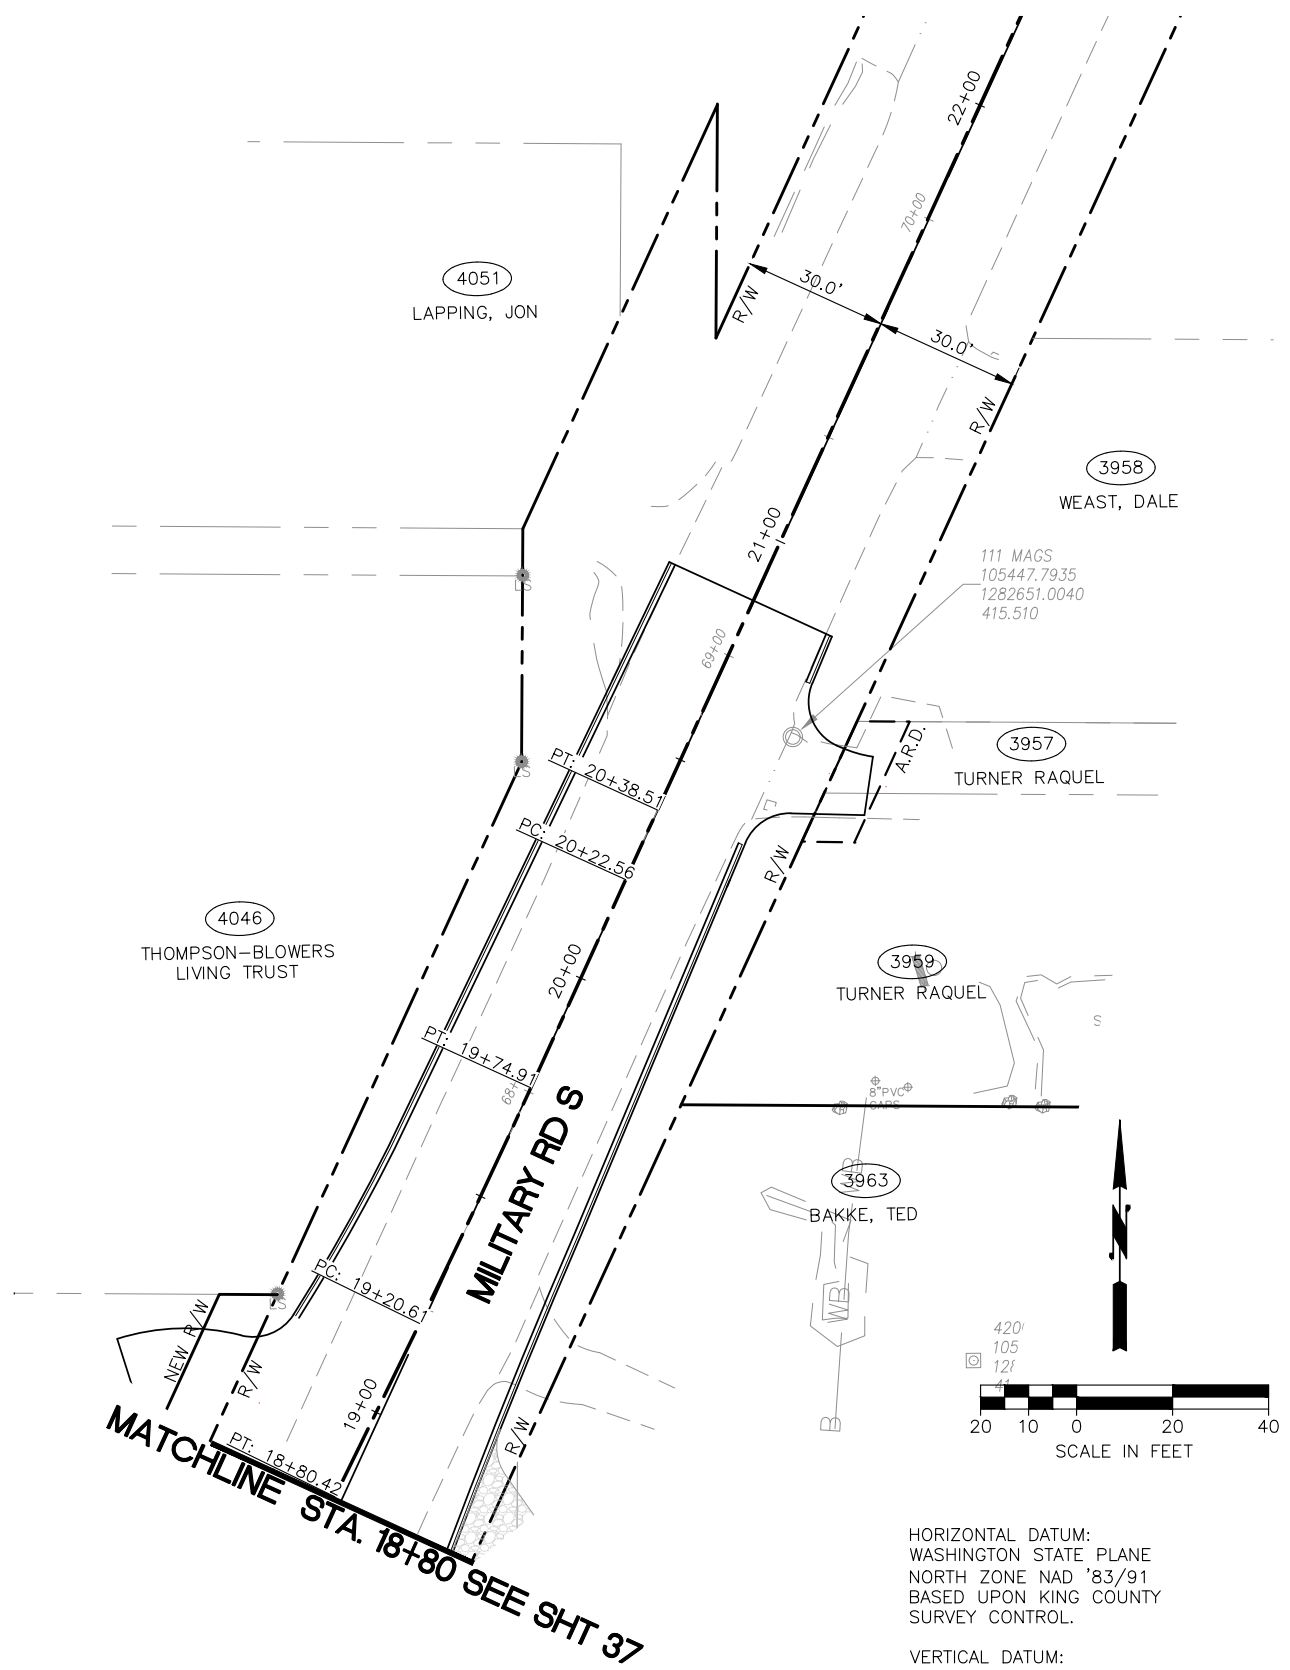 22+00
70+00
4051
LAPPING, JON
30.0'
R/W
30.0'
R/W
3958
WEAST, DALE
21+00
111 MAGS
105447.7935
1282651.0040
415.510
LS
69+00
A.R.D.
3957
TURNER RAQUEL
LS
PT: 20+38.51
PC: 20+22.56
R/W
4046
THOMPSON-BLOWERS
LIVING TRUST
3959
TURNER RAQUEL
20+00
PT: 19+74.91
68+
8"PVC
CAPS
MILITARY RD S
3963
BAKKE, TED
PC: 19+20.61
WB
LS
NEW R/W
R/W
19+00
R/W
B
N
20 10 0 20 40
SCALE IN FEET
PT: 18+80.42
MATCHLINE STA. 18+80 SEE SHT 37
HORIZONTAL DATUM:
WASHINGTON STATE PLANE
NORTH ZONE NAD '83/91
BASED UPON KING COUNTY
SURVEY CONTROL.
VERTICAL DATUM: